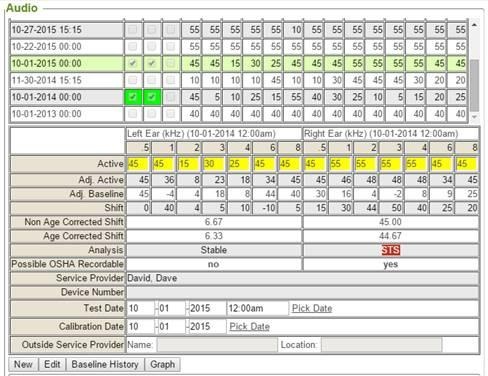 Audio
10-27-2015 15:15 55 55 55 55 55 10 55 55 55 55 55 55 55 55
10-22-2015 00:00 55 55 55 55 55 55 55 55 55 55 55 55 55 55
10-01-2015 00:00 45 45 15 30 25 45 45 45 55 55 55 55 45 45
11-30-2014 15:15 10 10 10 10 45 30 20 20
10-01-2014 00:00 45 5 10 25 15 55 40 30 25 10 5 15 20 25
10-01-2013 00:00 40 40 40 40 40 40 40 40 40 40 40 40 40 40
Left Ear (kHz) (10-01-2014 12:00am) Right Ear (kHz) (10-01-2014 12:00am)
.5 1 2 3 4 6 8 .5 1 2 3 4 6 8
Active 45 45 15 30 25 45 45 45 55 55 55 55 45 45
Adj. Active 45 36 8 23 18 34 45 45 46 48 48 48 34 45
Adj. Baseline 45 -4 4 18 8 44 40 30 16 4 -2 8 9 25
Shift 0 40 4 5 10 -10 5 15 30 44 50 40 25 20
Non Age Corrected Shift 6.67 45.00
Age Corrected Shift 6.33 44.67
Analysis Stable STS
Possible OSHA Recordable no yes
Service Provider David, Dave
Device Number
Test Date 10 -01 -2015 12:00am Pick Date
Calibration Date 10 -01 -2015 Pick Date
Outside Service Provider Name: Location:
New Edit Baseline History Graph